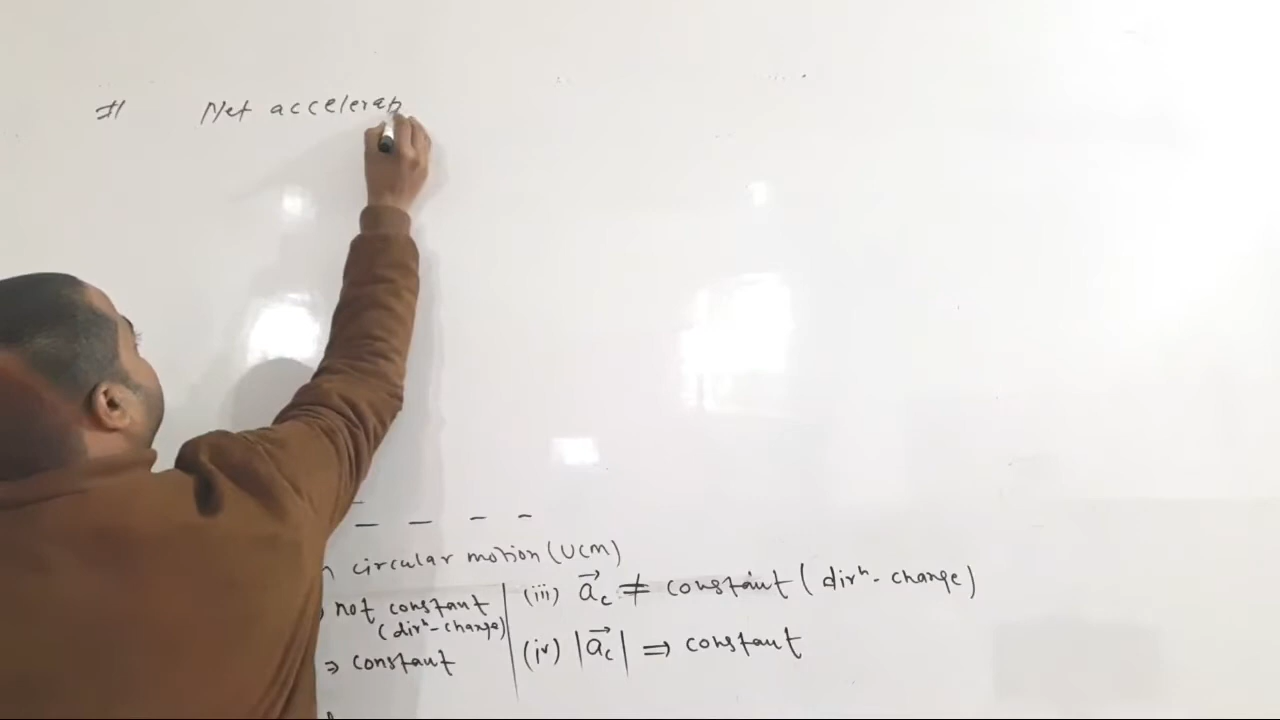 # Net accelerat
circular motion (UCM)
not constant
(dirⁿ-change)
⇒ constant
(iii) a⃗c ≠ constant (dirⁿ- change)
(iv) |a⃗c| ⇒ constant